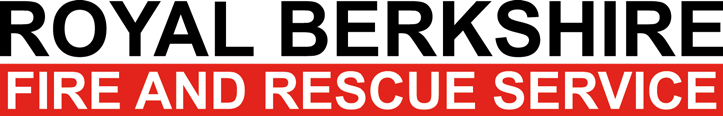 ROYAL BERKSHIRE
FIRE AND RESCUE SERVICE